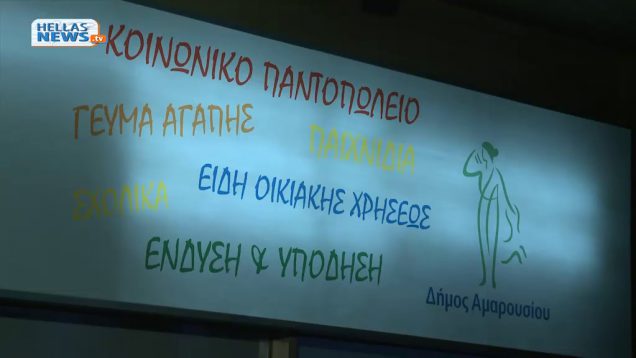 HELLAS
NEWS.tv
ΚΟΙΝΩΝΙΚΟ ΠΑΝΤΟΠΩΛΕΙΟ
ΓΕΥΜΑ ΑΓΑΠΗΣ
ΠΑΙΧΝΙΔΙΑ
ΣΧΟΛΙΚΑ
ΕΙΔΗ ΟΙΚΙΑΚΗΣ ΧΡΗΣΕΩΣ
ΕΝΔΥΣΗ & ΥΠΟΔΗΣΗ
Δήμος Αμαρουσίου